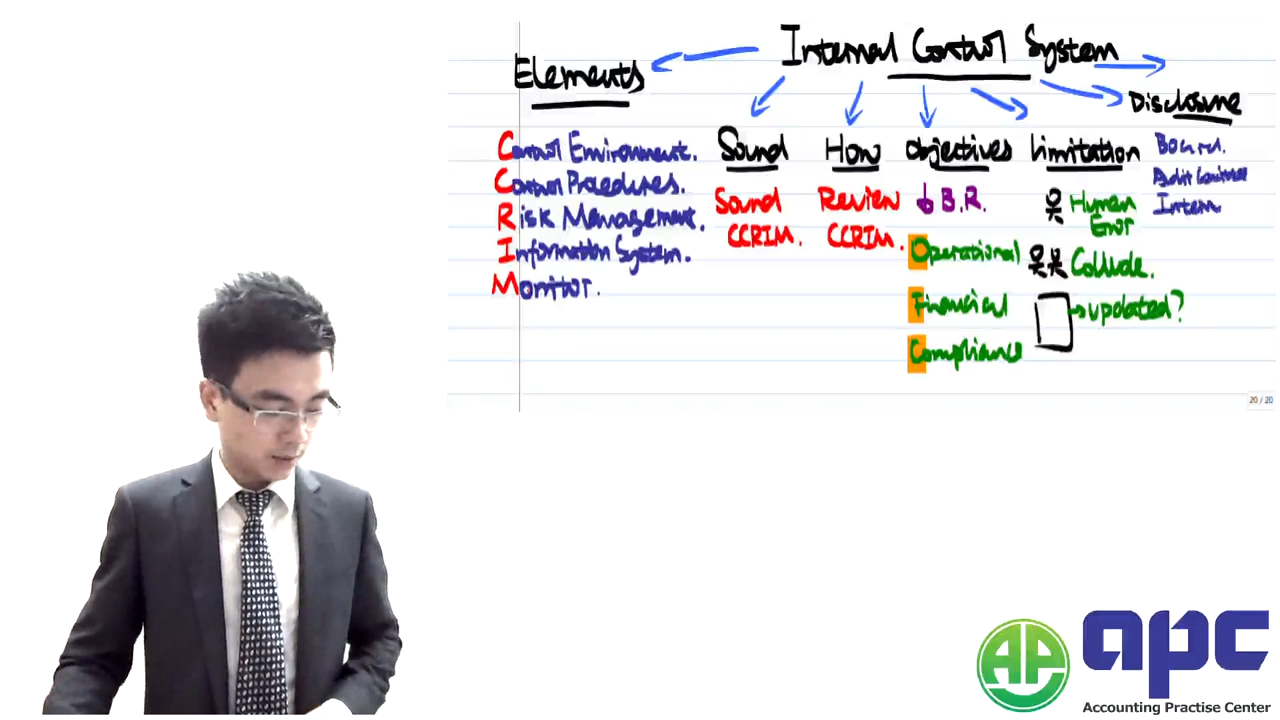 Internal Control System
Elements
Control Environment.
Control Procedures.
Risk Management.
Information System.
Monitor.
Sound
Sound
CCRIM.
How
Review
CCRIM.
Objectives
↓ B.R.
Operational
Financial
Compliance
Limitation
Human
Error
Collude.
→updated?
Disclosure
Board.
Audit Committee
Intern
20 / 20
AP
apc
Accounting Practise Center